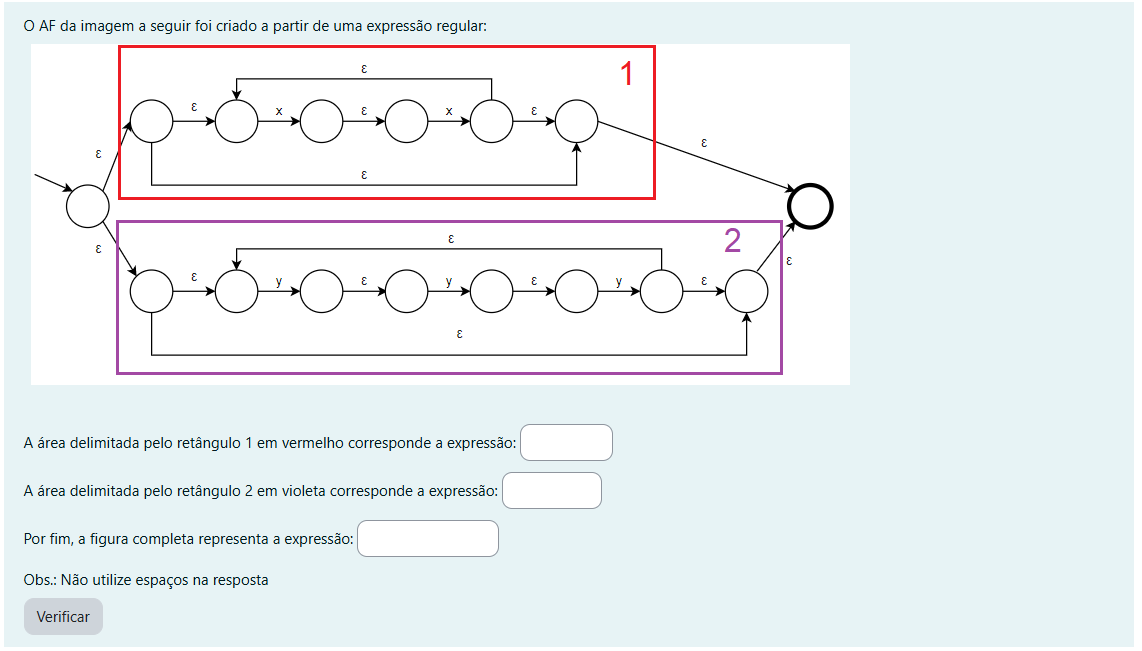 O AF da imagem a seguir foi criado a partir de uma expressão regular:
ε
1
ε x ε x ε
ε
ε
ε
ε
ε
2
ε
ε y ε y ε y ε
ε
A área delimitada pelo retângulo 1 em vermelho corresponde a expressão:
A área delimitada pelo retângulo 2 em violeta corresponde a expressão:
Por fim, a figura completa representa a expressão:
Obs.: Não utilize espaços na resposta
Verificar